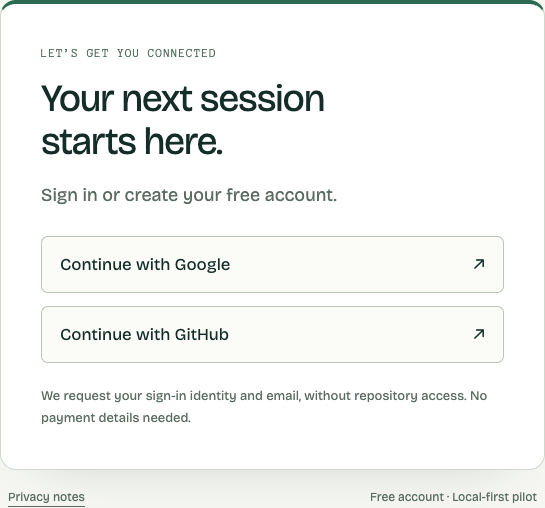 LET’S GET YOU CONNECTED
Your next session
starts here.
Sign in or create your free account.
Continue with Google ↗
Continue with GitHub ↗
We request your sign-in identity and email, without repository access. No
payment details needed.
Privacy notes
Free account · Local-first pilot